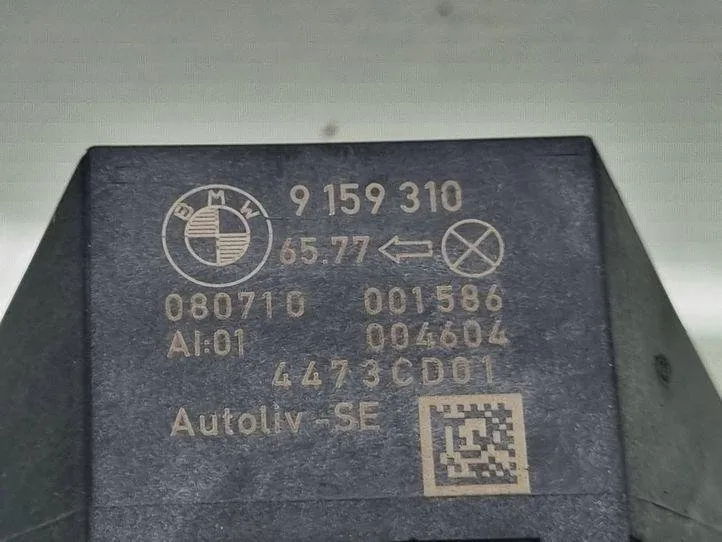 BMW 9 159 310
65.77
080710 001586
AI:01 004604
4473CD01
Autoliv-SE